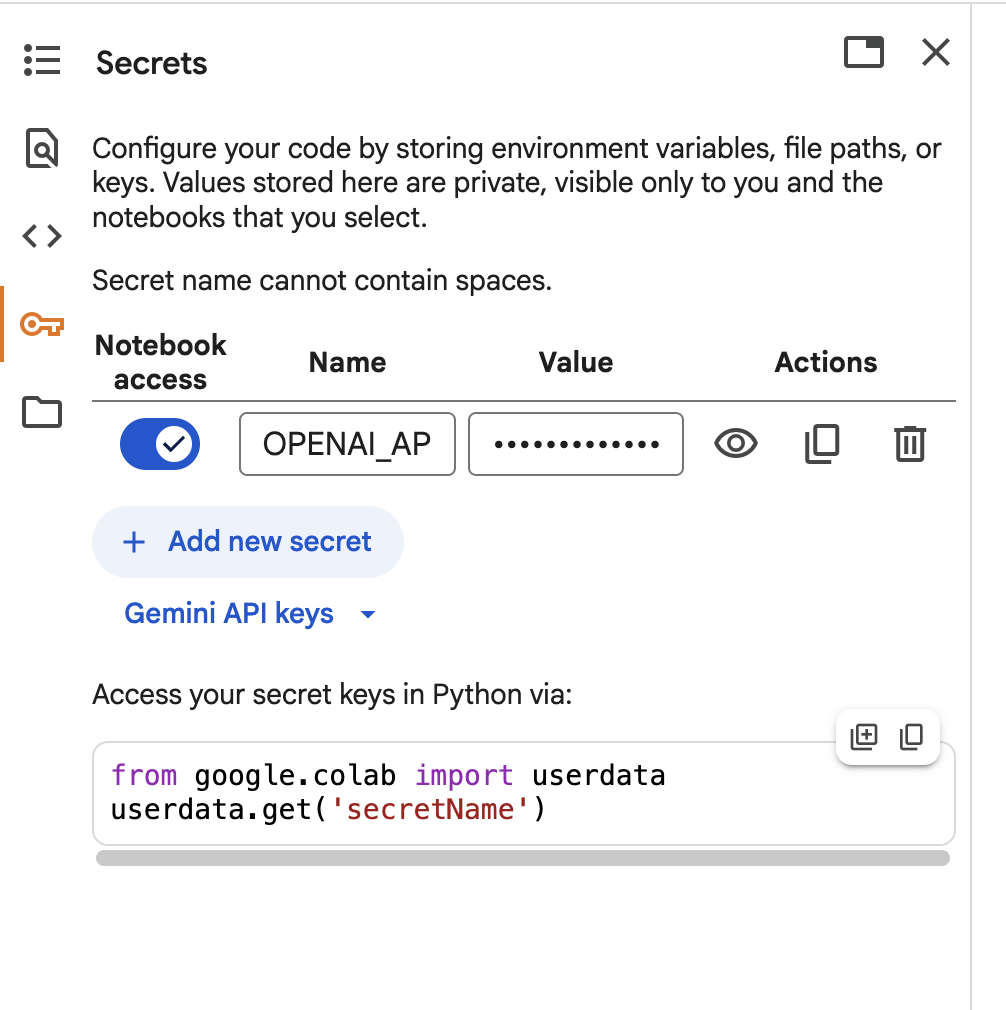 Secrets
Configure your code by storing environment variables, file paths, or
keys. Values stored here are private, visible only to you and the
notebooks that you select.
Secret name cannot contain spaces.
Notebook
access
Name
Value
Actions
OPENAI_AP
•••••••••••••
+ Add new secret
Gemini API keys
Access your secret keys in Python via:
from google.colab import userdata
userdata.get('secretName')